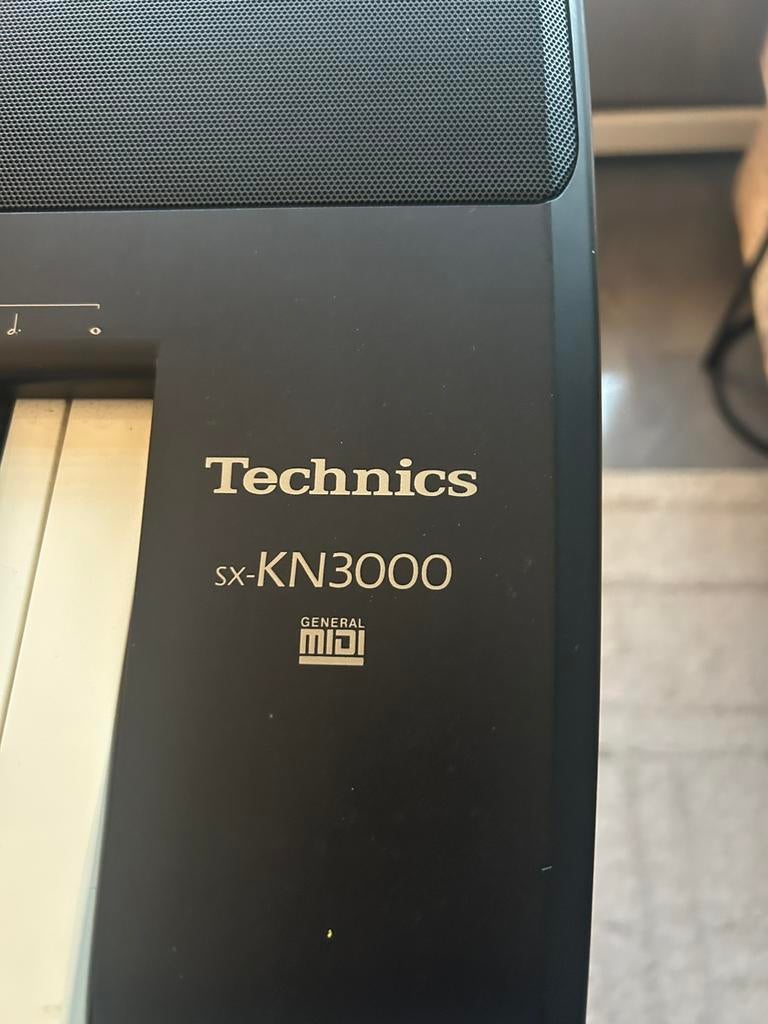 Technics
SX-KN3000
GENERAL
MIDI